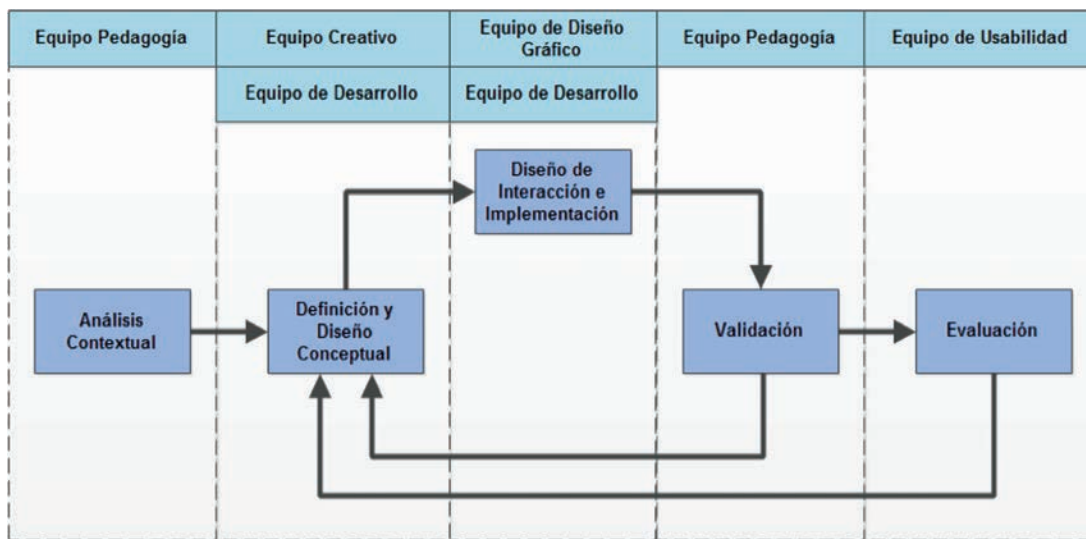 Equipo Pedagogía
Equipo Creativo
Equipo de Diseño
Gráfico
Equipo Pedagogía
Equipo de Usabilidad
Equipo de Desarrollo
Equipo de Desarrollo
Diseño de
Interacción e
Implementación
Análisis
Contextual
Definición y
Diseño
Conceptual
Validación
Evaluación